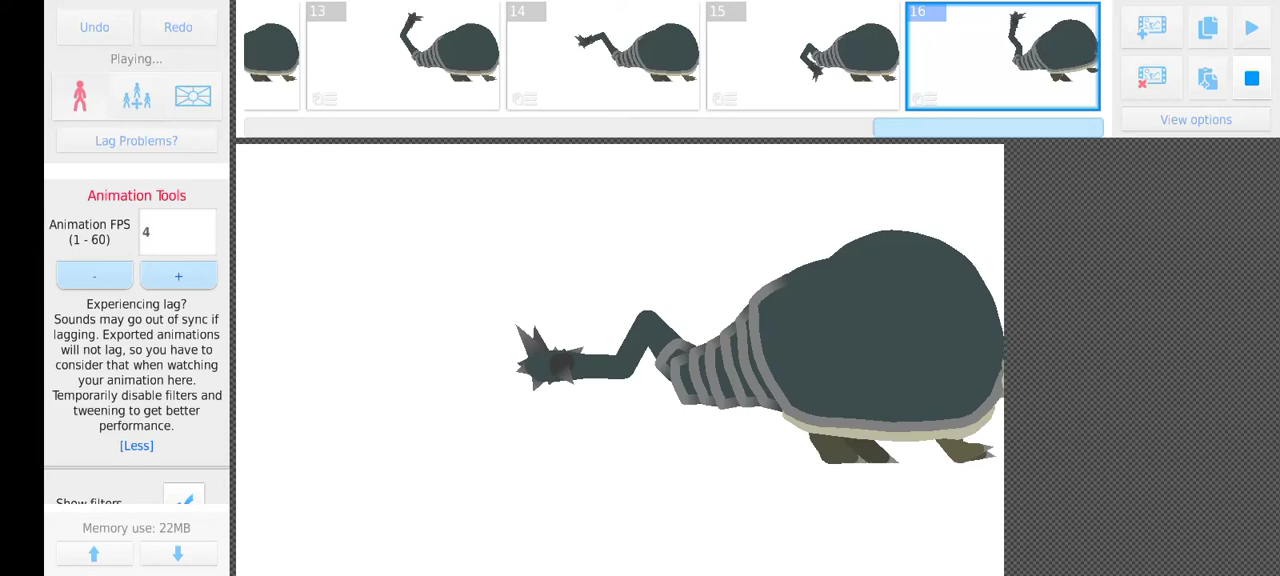 Undo
Redo
Playing...
Lag Problems?
Animation Tools
Animation FPS
(1 - 60)
4
-
+
Experiencing lag?
Sounds may go out of sync if
lagging. Exported animations
will not lag, so you have to
consider that when watching
your animation here.
Temporarily disable filters and
tweening to get better
performance.
[Less]
Show filters
Memory use: 22MB
13
14
15
16
View options